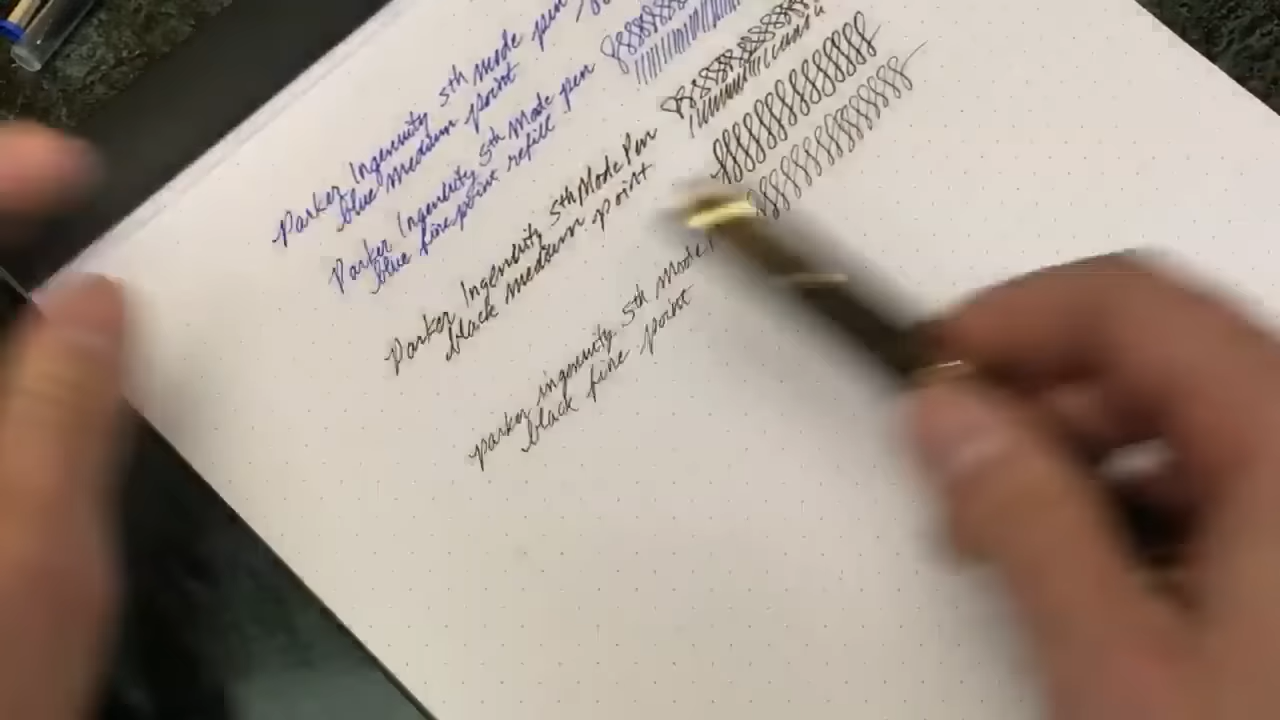 Parker Ingenuity 5th mode pen
blue medium point
Parker Ingenuity 5th Mode pen
blue fine point refill
Parker Ingenuity 5th Mode Pen
black medium point
parker ingenuity 5th mode
black fine point